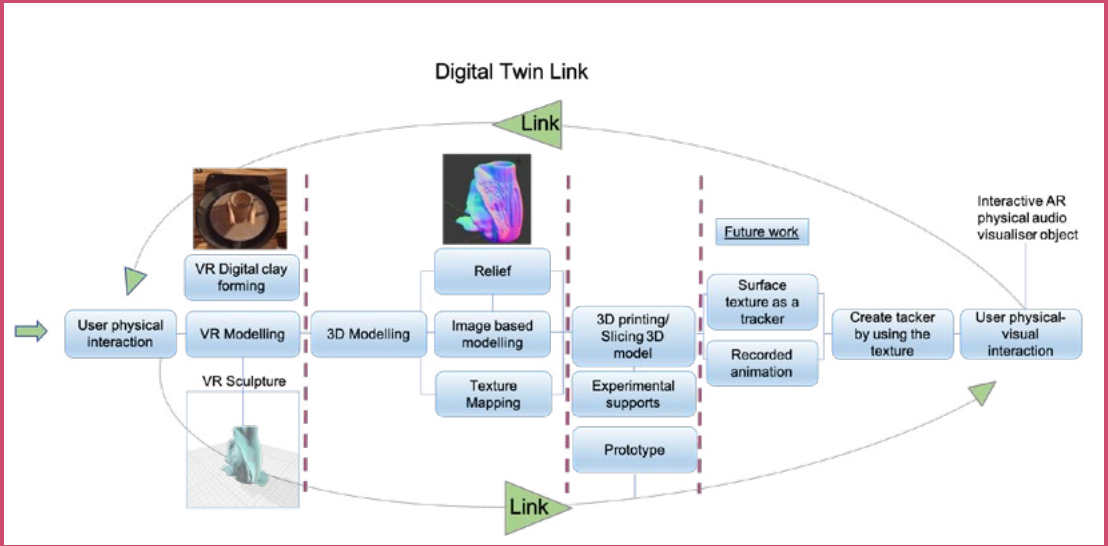 Digital Twin Link
Link
Interactive AR
physical audio
visualiser object
Future work
VR Digital clay
forming
Relief
Surface
texture as a
tracker
User physical
interaction
VR Modelling
3D Modelling
Image based
modelling
3D printing/
Slicing 3D
model
Create tacker
by using the
texture
User physical-
visual
interaction
Recorded
animation
VR Sculpture
Texture
Mapping
Experimental
supports
Prototype
Link